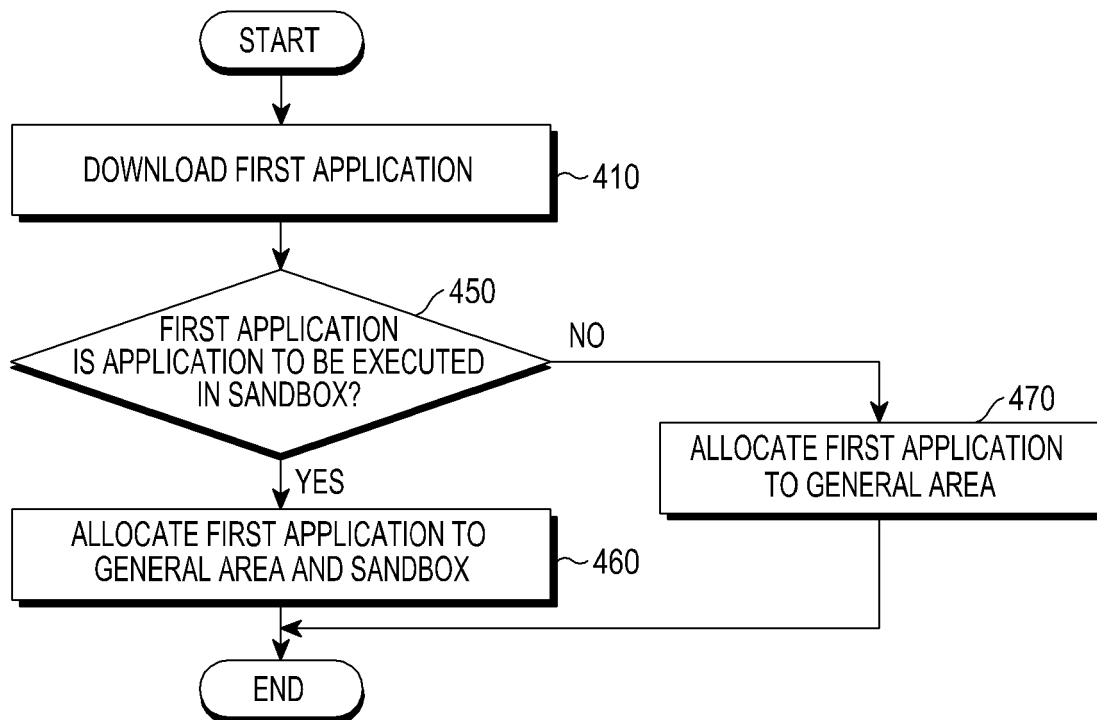 START
DOWNLOAD FIRST APPLICATION
410
450
FIRST APPLICATION
IS APPLICATION TO BE EXECUTED
IN SANDBOX?
NO
YES
470
ALLOCATE FIRST APPLICATION
TO GENERAL AREA
ALLOCATE FIRST APPLICATION TO
GENERAL AREA AND SANDBOX
460
END